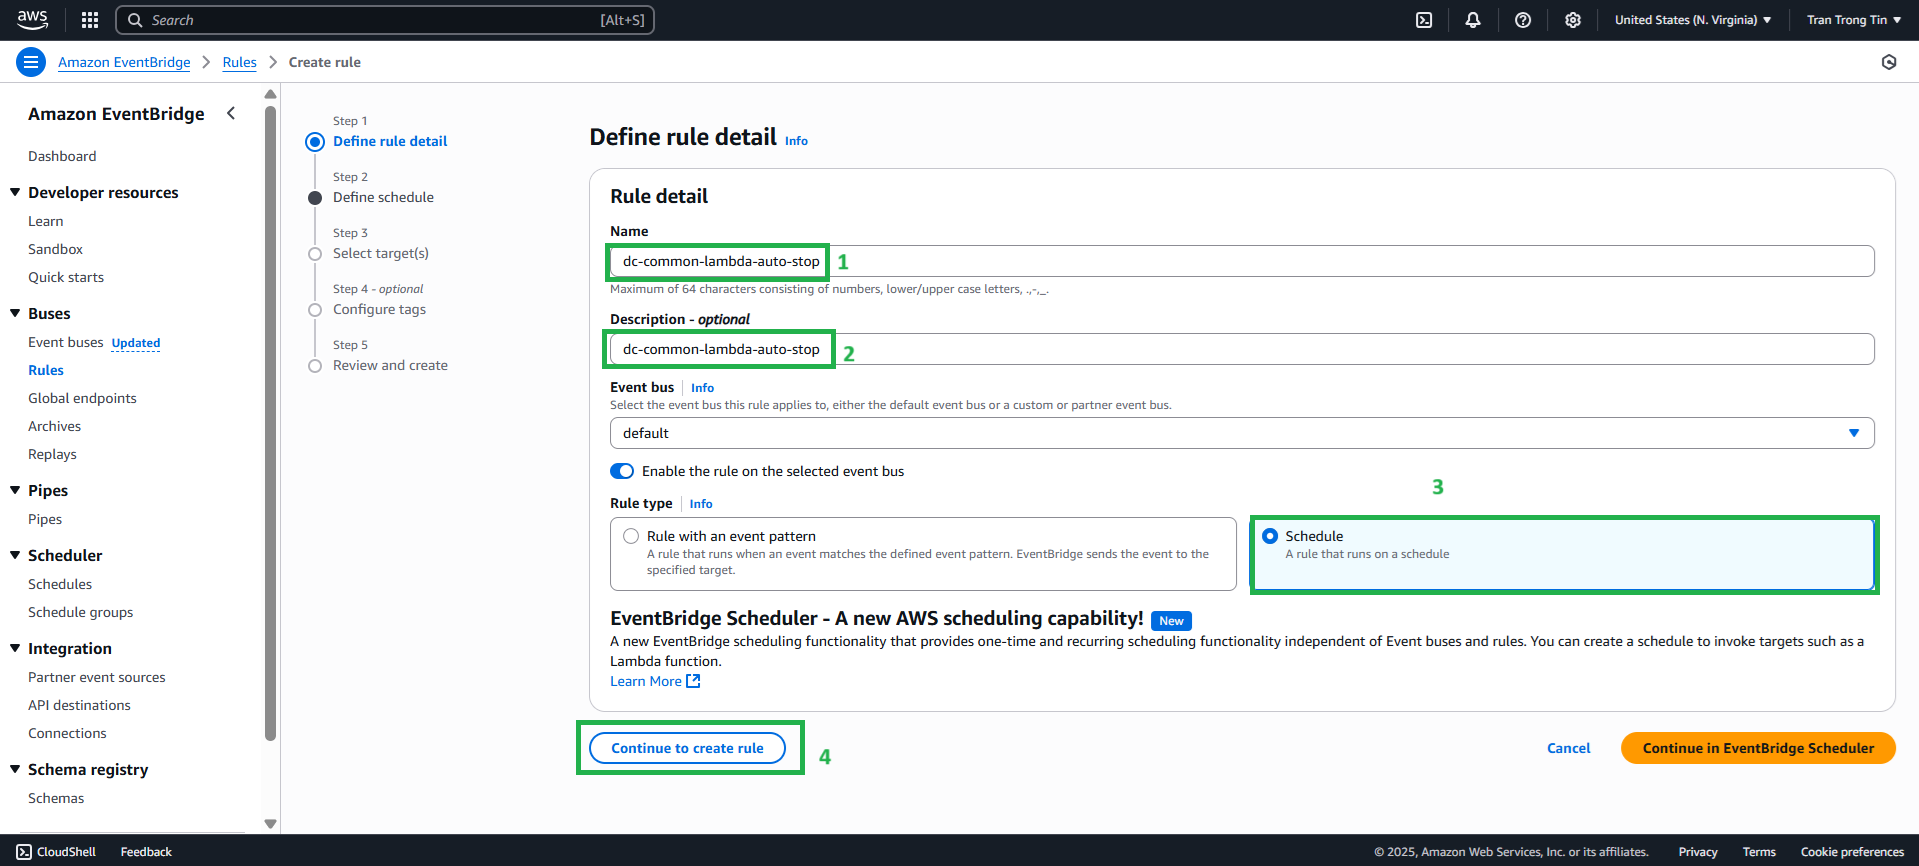 aws
Search
[Alt+S]
United States (N. Virginia)
Tran Trong Tin
Amazon EventBridge
Rules
Create rule
Amazon EventBridge
Dashboard
Developer resources
Learn
Sandbox
Quick starts
Buses
Event buses Updated
Rules
Global endpoints
Archives
Replays
Pipes
Pipes
Scheduler
Schedules
Schedule groups
Integration
Partner event sources
API destinations
Connections
Schema registry
Schemas
Step 1
Define rule detail
Step 2
Define schedule
Step 3
Select target(s)
Step 4 - optional
Configure tags
Step 5
Review and create
Define rule detail Info
Rule detail
Name
dc-common-lambda-auto-stop 1
Maximum of 64 characters consisting of numbers, lower/upper case letters, .,-,_.
Description - optional
dc-common-lambda-auto-stop 2
Event bus Info
Select the event bus this rule applies to, either the default event bus or a custom or partner event bus.
default
Enable the rule on the selected event bus
Rule type Info
3
Rule with an event pattern
A rule that runs when an event matches the defined event pattern. EventBridge sends the event to the
specified target.
Schedule
A rule that runs on a schedule
EventBridge Scheduler - A new AWS scheduling capability! New
A new EventBridge scheduling functionality that provides one-time and recurring scheduling functionality independent of Event buses and rules. You can create a schedule to invoke targets such as a
Lambda function.
Learn More
Continue to create rule 4
Cancel
Continue in EventBridge Scheduler
CloudShell
Feedback
© 2025, Amazon Web Services, Inc. or its affiliates.
Privacy
Terms
Cookie preferences